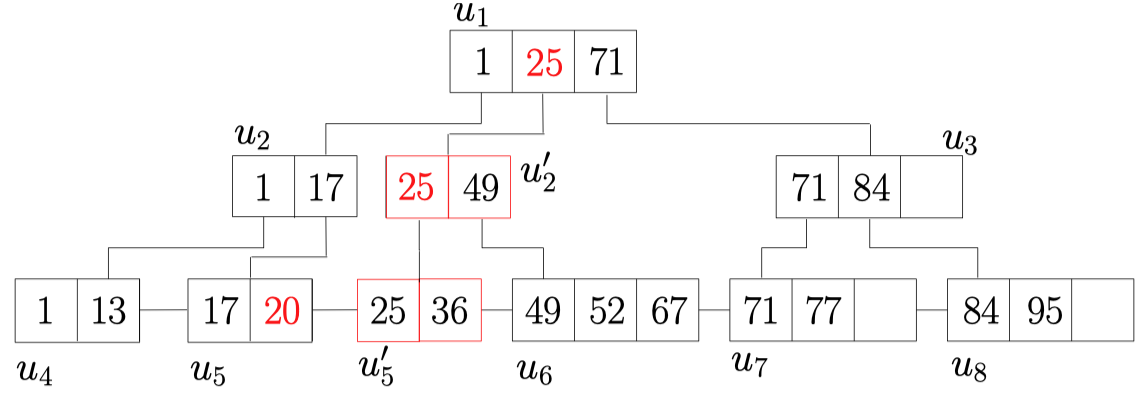 u₁
1 25 71
u₂ u₃
1 17 25 49 u′₂ 71 84
1 13 17 20 25 36 49 52 67 71 77 84 95
u₄ u₅ u′₅ u₆ u₇ u₈